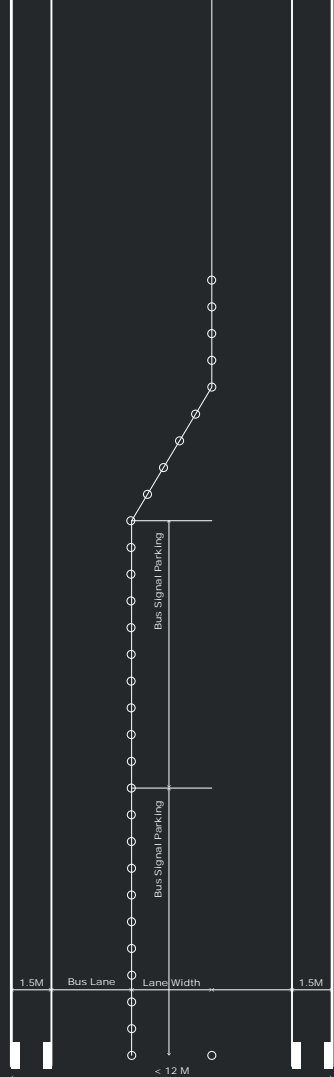 Bus Signal Parking
Bus Signal Parking
1.5M
Bus Lane
Lane Width
1.5M
< 12 M